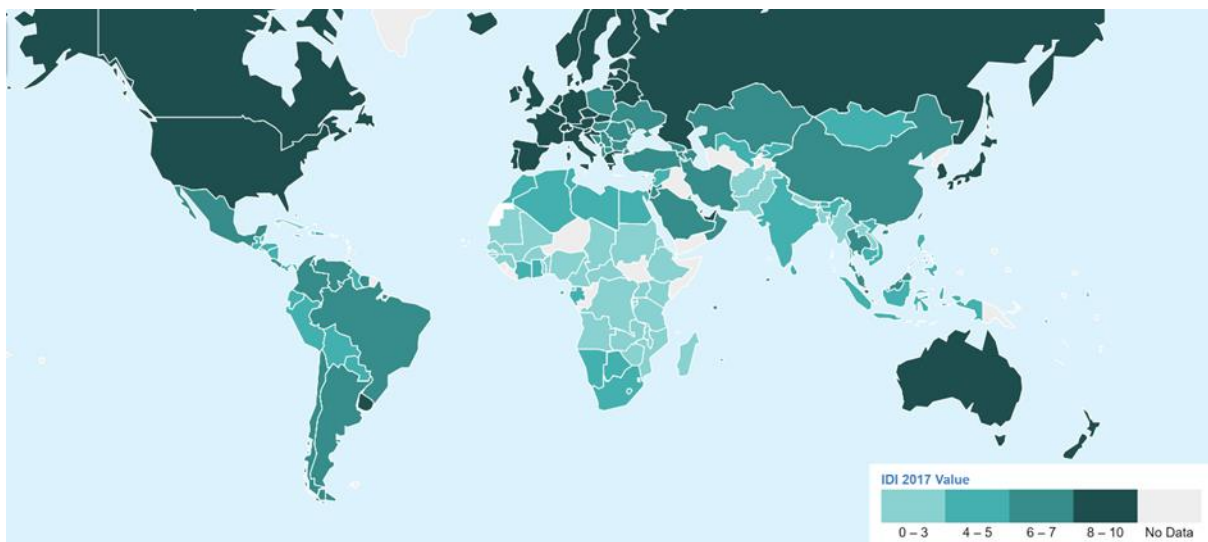 IDI 2017 Value
0 – 3 4 – 5 6 – 7 8 – 10 No Data